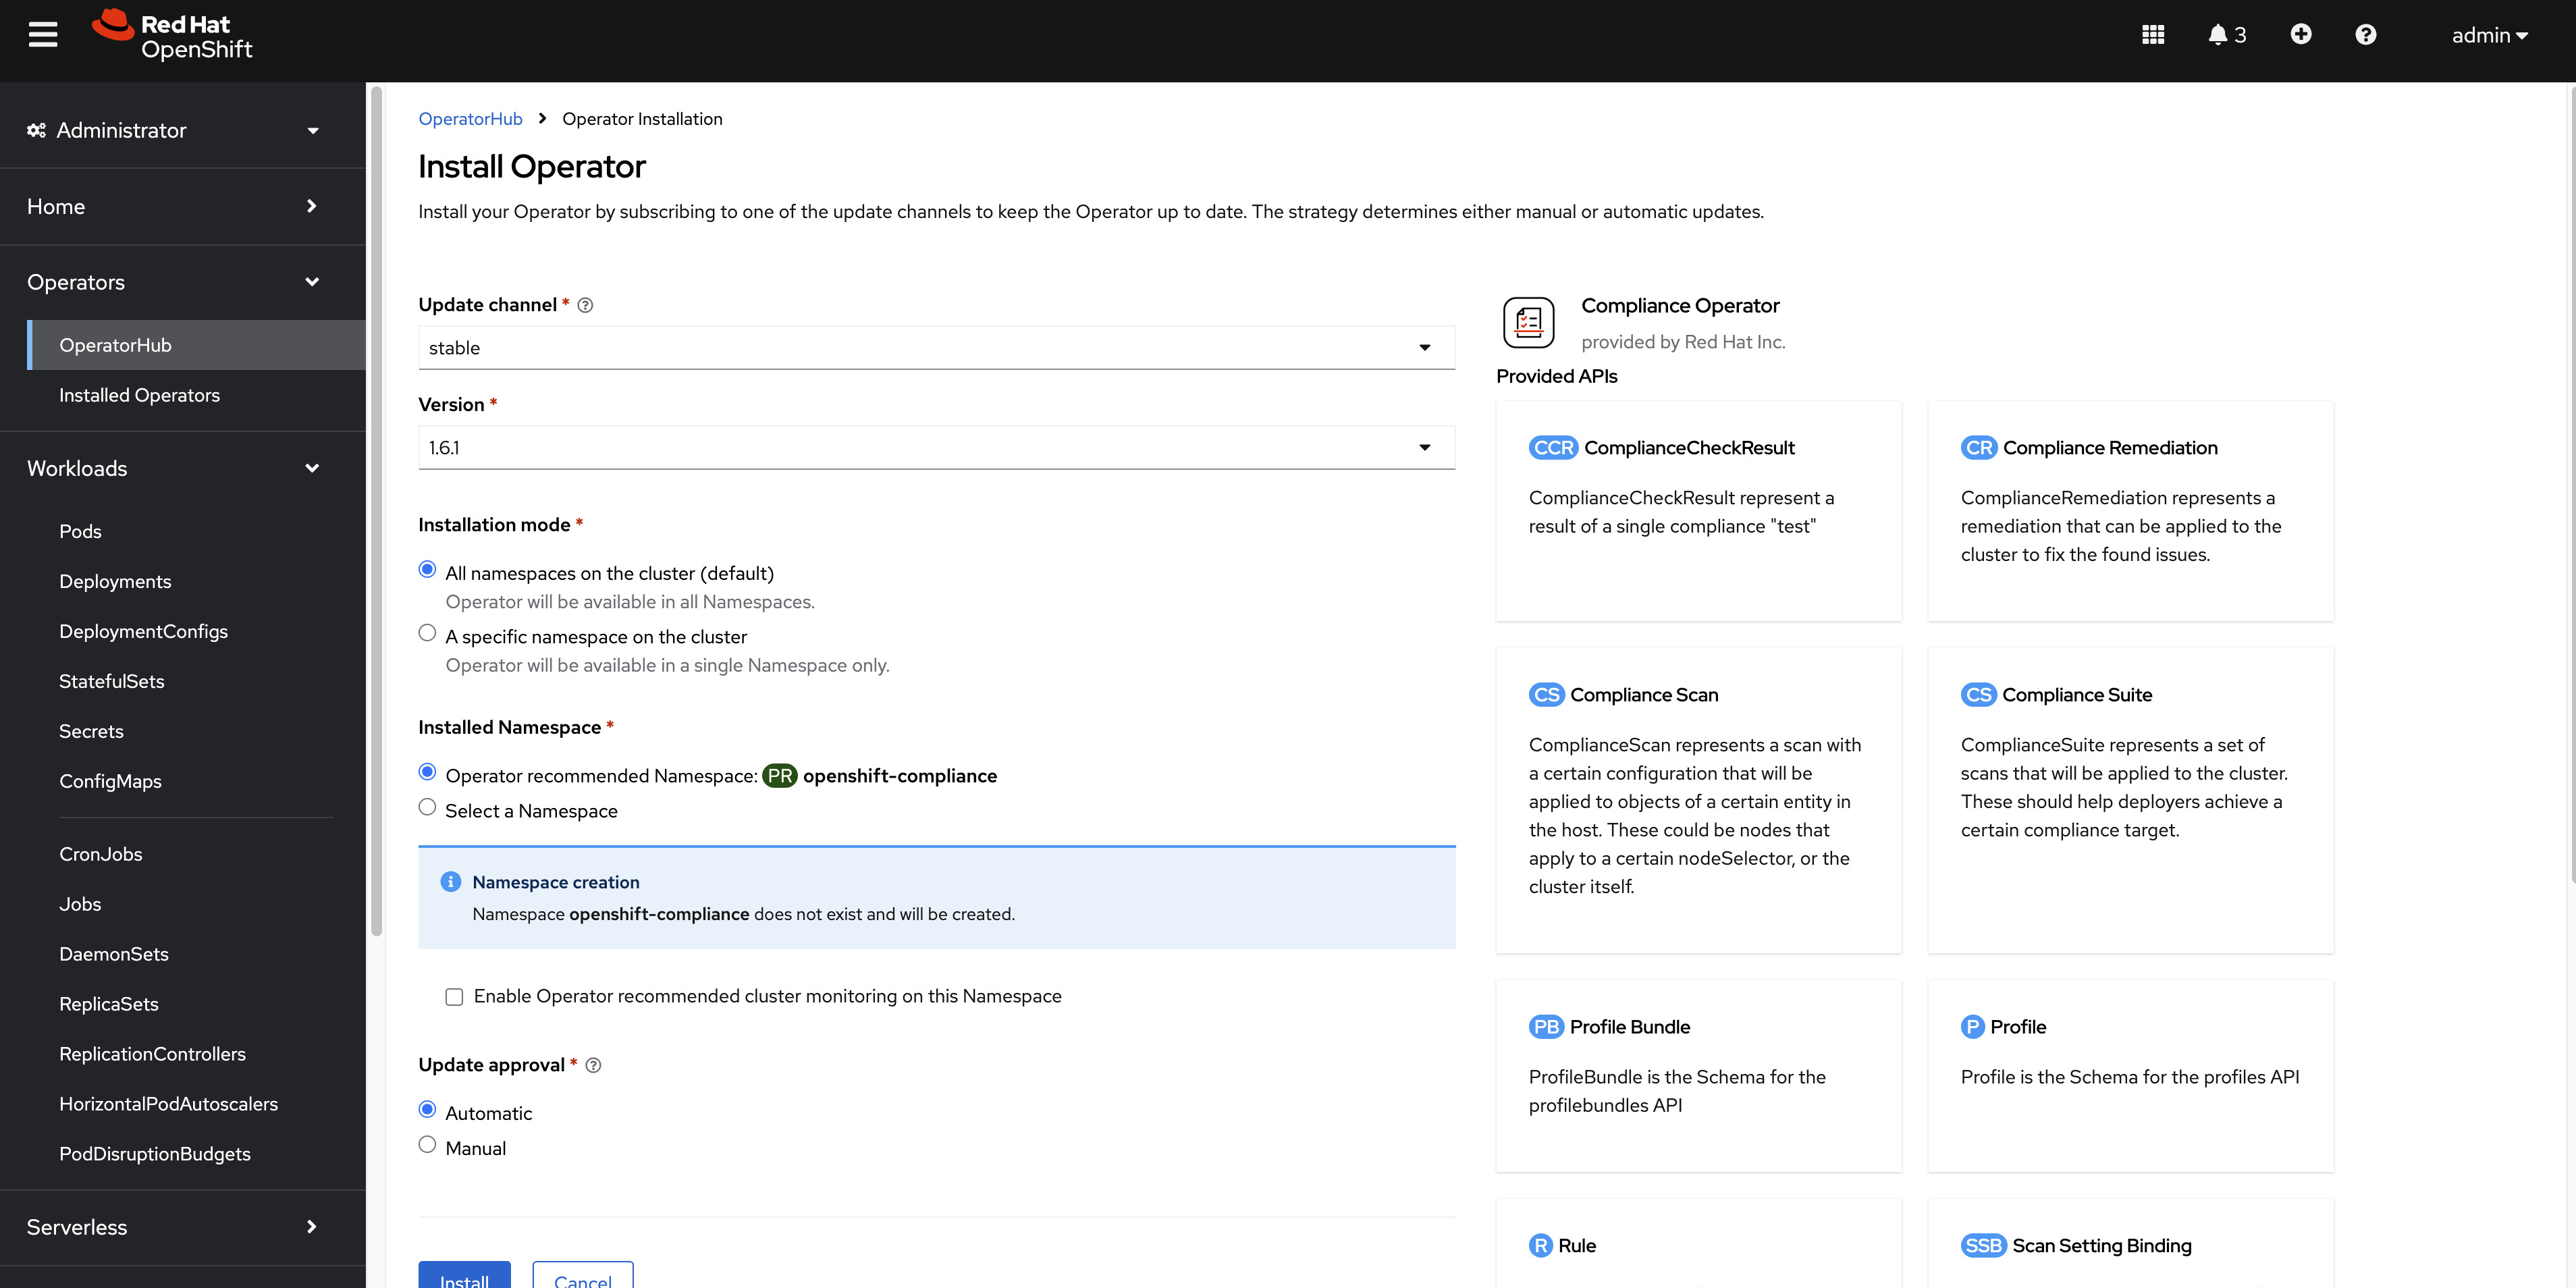 Red Hat
OpenShift
3
admin
Administrator
Home
Operators
OperatorHub
Installed Operators
Workloads
Pods
Deployments
DeploymentConfigs
StatefulSets
Secrets
ConfigMaps
CronJobs
Jobs
DaemonSets
ReplicaSets
ReplicationControllers
HorizontalPodAutoscalers
PodDisruptionBudgets
Serverless
OperatorHub > Operator Installation
Install Operator
Install your Operator by subscribing to one of the update channels to keep the Operator up to date. The strategy determines either manual or automatic updates.
Update channel *
stable
Version *
1.6.1
Installation mode *
All namespaces on the cluster (default)
Operator will be available in all Namespaces.
A specific namespace on the cluster
Operator will be available in a single Namespace only.
Installed Namespace *
Operator recommended Namespace: PR openshift-compliance
Select a Namespace
Namespace creation
Namespace openshift-compliance does not exist and will be created.
Enable Operator recommended cluster monitoring on this Namespace
Update approval *
Automatic
Manual
Install
Cancel
Compliance Operator
provided by Red Hat Inc.
Provided APIs
CCR ComplianceCheckResult
ComplianceCheckResult represent a
result of a single compliance "test"
CR Compliance Remediation
ComplianceRemediation represents a
remediation that can be applied to the
cluster to fix the found issues.
CS Compliance Scan
ComplianceScan represents a scan with
a certain configuration that will be
applied to objects of a certain entity in
the host. These could be nodes that
apply to a certain nodeSelector, or the
cluster itself.
CS Compliance Suite
ComplianceSuite represents a set of
scans that will be applied to the cluster.
These should help deployers achieve a
certain compliance target.
PB Profile Bundle
ProfileBundle is the Schema for the
profilebundles API
P Profile
Profile is the Schema for the profiles API
R Rule
SSB Scan Setting Binding